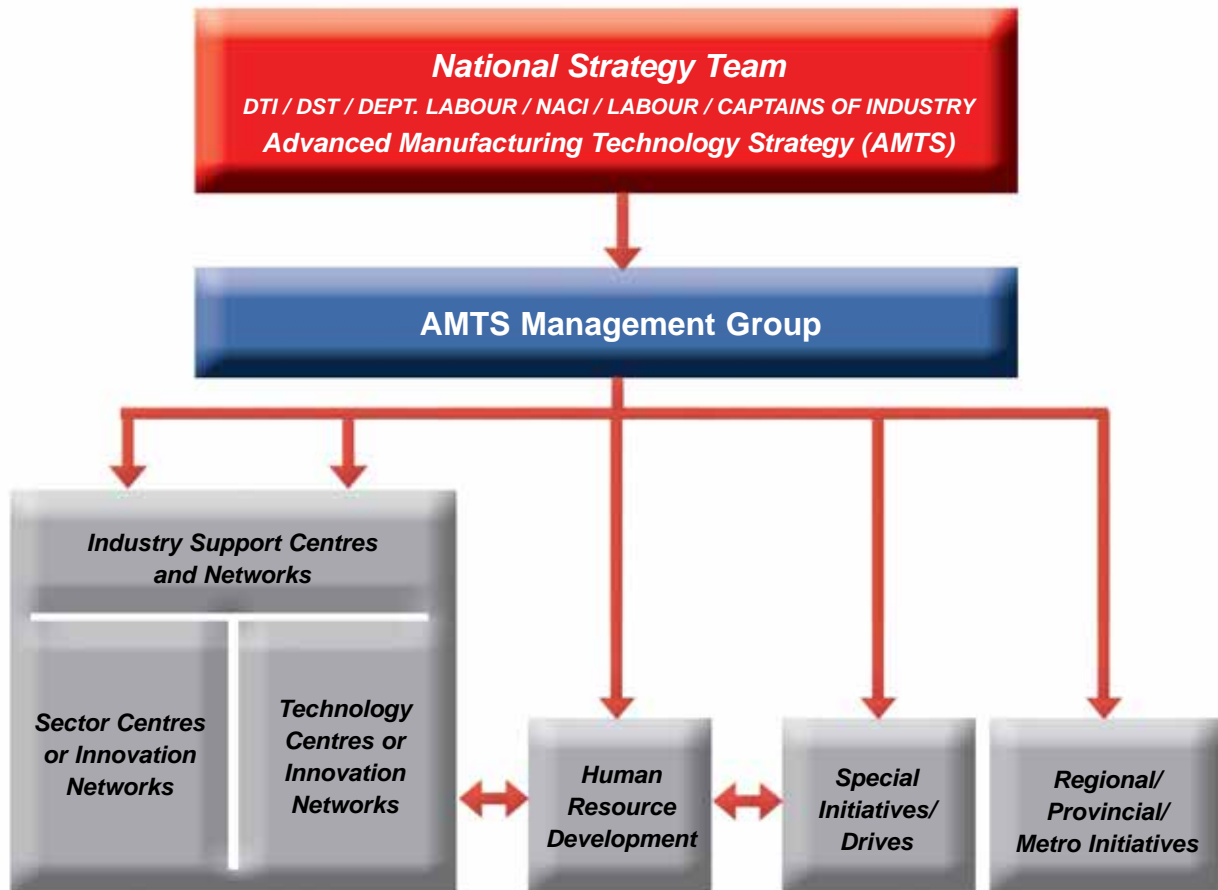 National Strategy Team
DTI / DST / DEPT. LABOUR / NACI / LABOUR / CAPTAINS OF INDUSTRY
Advanced Manufacturing Technology Strategy (AMTS)
AMTS Management Group
Industry Support Centres
and Networks
Sector Centres
or Innovation
Networks
Technology
Centres or
Innovation
Networks
Human
Resource
Development
Special
Initiatives/
Drives
Regional/
Provincial/
Metro Initiatives